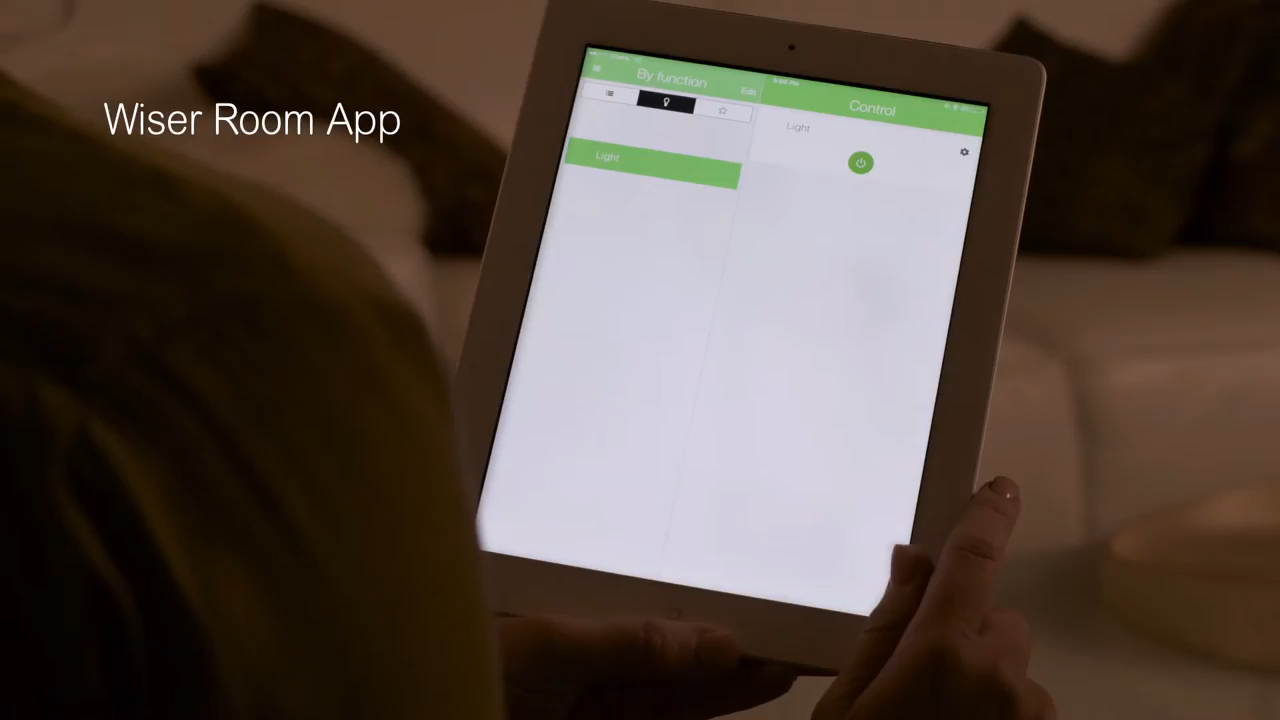 Wiser Room App
By function
Edit
Control
Light
Light